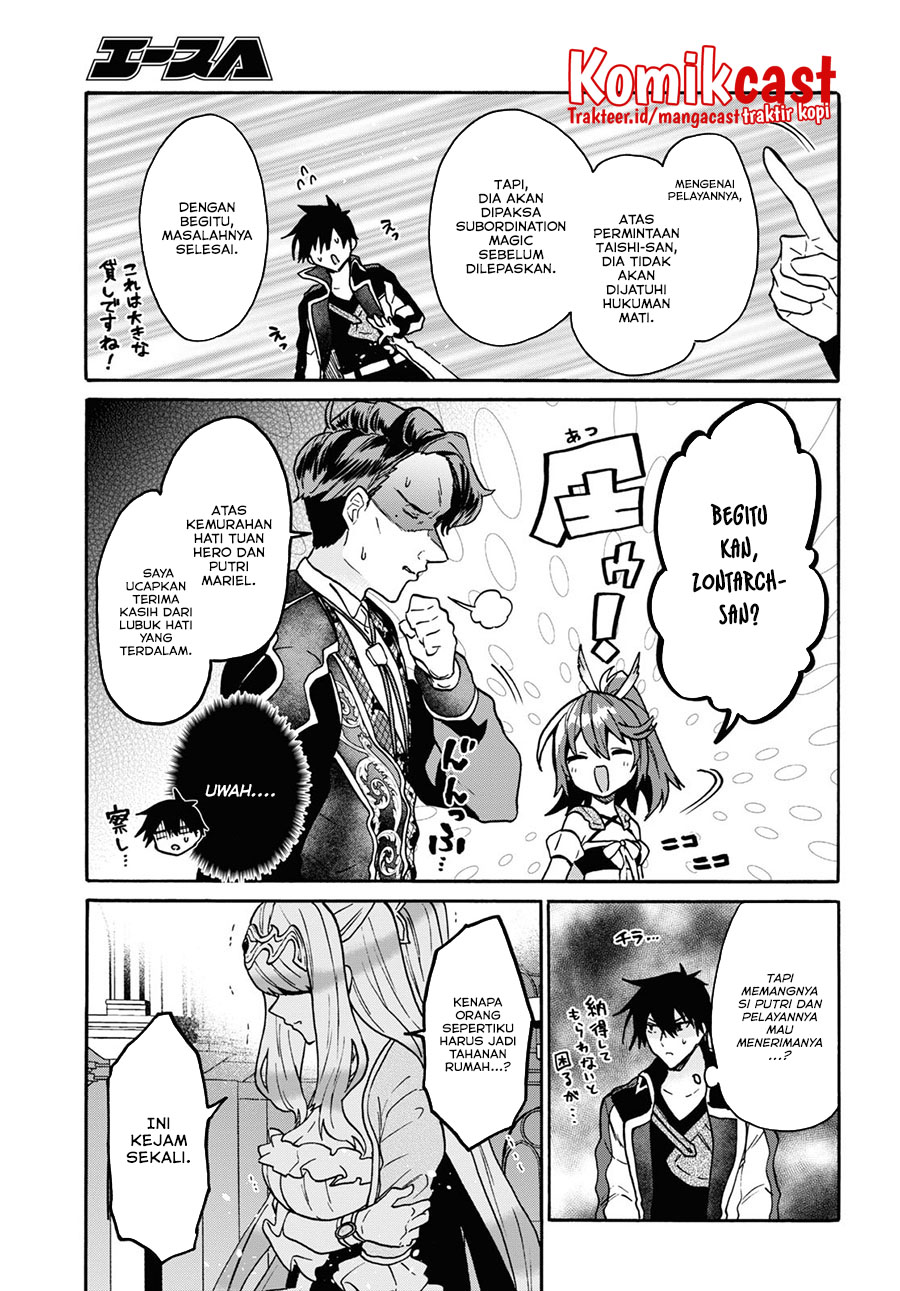 エースA
Komikcast
Trakteer.id/mangacast traktir kopi
MENGENAI
PELAYANNYA,
ATAS
PERMINTAAN
TAISHI-SAN,
DIA TIDAK
AKAN
DIJATUHI
HUKUMAN
MATI.
TAPI,
DIA AKAN
DIPAKSA
SUBORDINATION
MAGIC
SEBELUM
DILEPASKAN.
えっ
えっ
DENGAN
BEGITU,
MASALAHNYA
SELESAI.
これは大きな
貸しですね！
BEGITU
KAN,
ZONTARCH-
SAN?
あっ
圧ゥ!
ニコ
ニコ
ATAS
KEMURAHAN
HATI TUAN
HERO DAN
PUTRI
MARIEL.
SAYA
UCAPKAN
TERIMA
KASIH DARI
LUBUK HATI
YANG
TERDALAM.
んんっふ…
UWAH....
察し…
TAPI
MEMANGNYA
SI PUTRI DAN
PELAYANNYA
MAU
MENERIMANYA
...?
チラ…
納得して
もらわないと
困るが…
KENAPA
ORANG
SEPERTIKU
HARUS JADI
TAHANAN
RUMAH...?
INI
KEJAM
SEKALI.